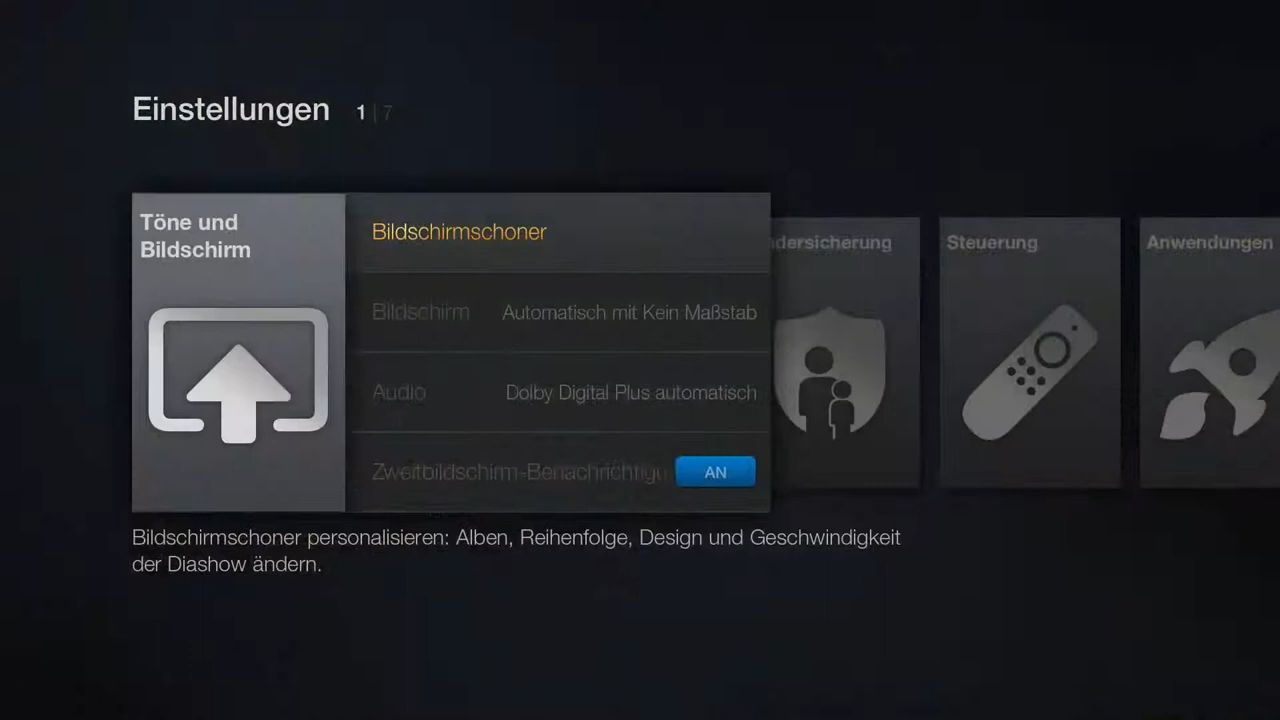 Einstellungen 1 | 7
Töne und
Bildschirm
Bildschirmschoner
Bildschirm Automatisch mit Kein Maßstab
Audio Dolby Digital Plus automatisch
Zweitbildschirm-Benachrichtigu AN
dersicherung
Steuerung
Anwendungen
Bildschirmschoner personalisieren: Alben, Reihenfolge, Design und Geschwindigkeit
der Diashow ändern.